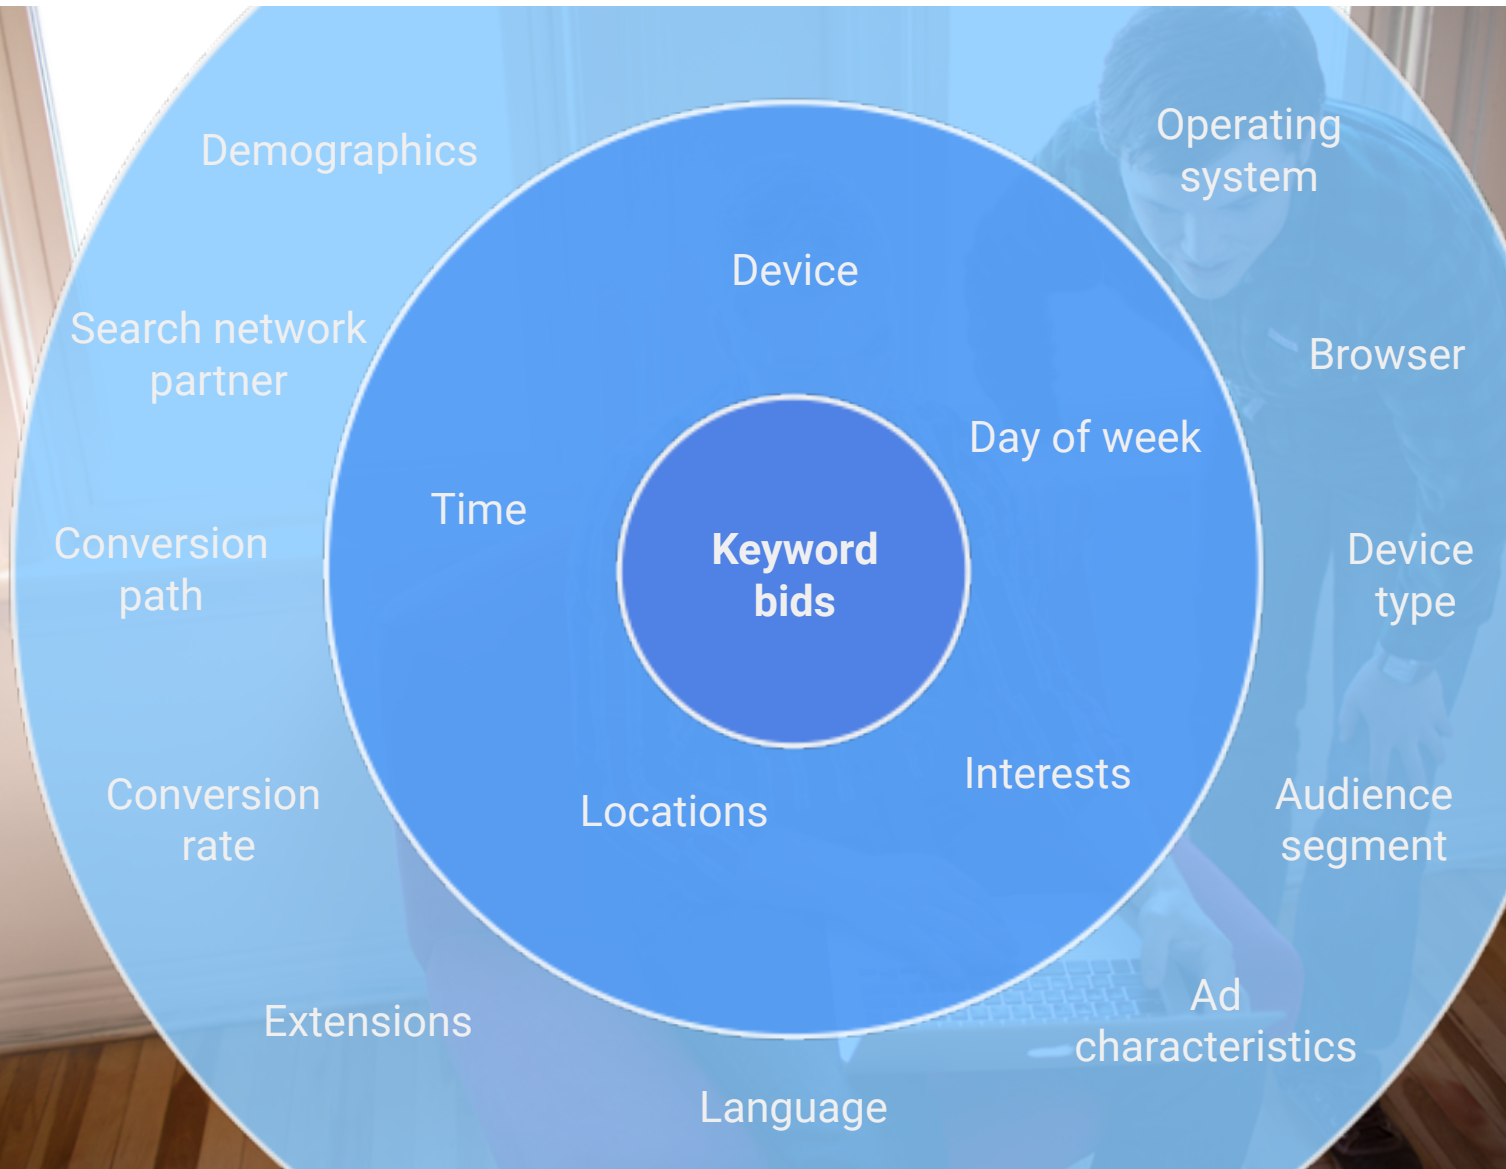 Demographics
Operating
system
Device
Search network
partner
Browser
Day of week
Time
Conversion
path
Keyword
bids
Device
type
Interests
Locations
Conversion
rate
Audience
segment
Extensions
Ad
characteristics
Language